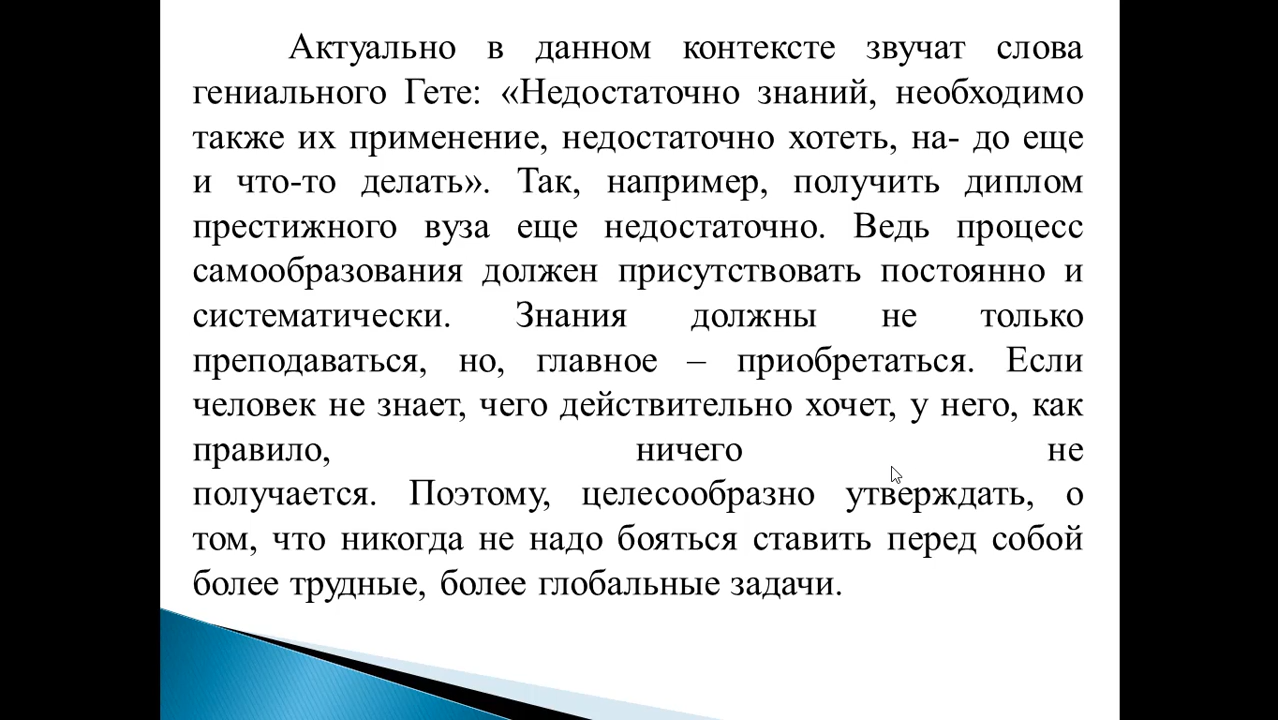 Актуально в данном контексте звучат слова
гениального Гете: «Недостаточно знаний, необходимо
также их применение, недостаточно хотеть, на- до еще
и что-то делать». Так, например, получить диплом
престижного вуза еще недостаточно. Ведь процесс
самообразования должен присутствовать постоянно и
систематически. Знания должны не только
преподаваться, но, главное – приобретаться. Если
человек не знает, чего действительно хочет, у него, как
правило, ничего не
получается. Поэтому, целесообразно утверждать, о
том, что никогда не надо бояться ставить перед собой
более трудные, более глобальные задачи.